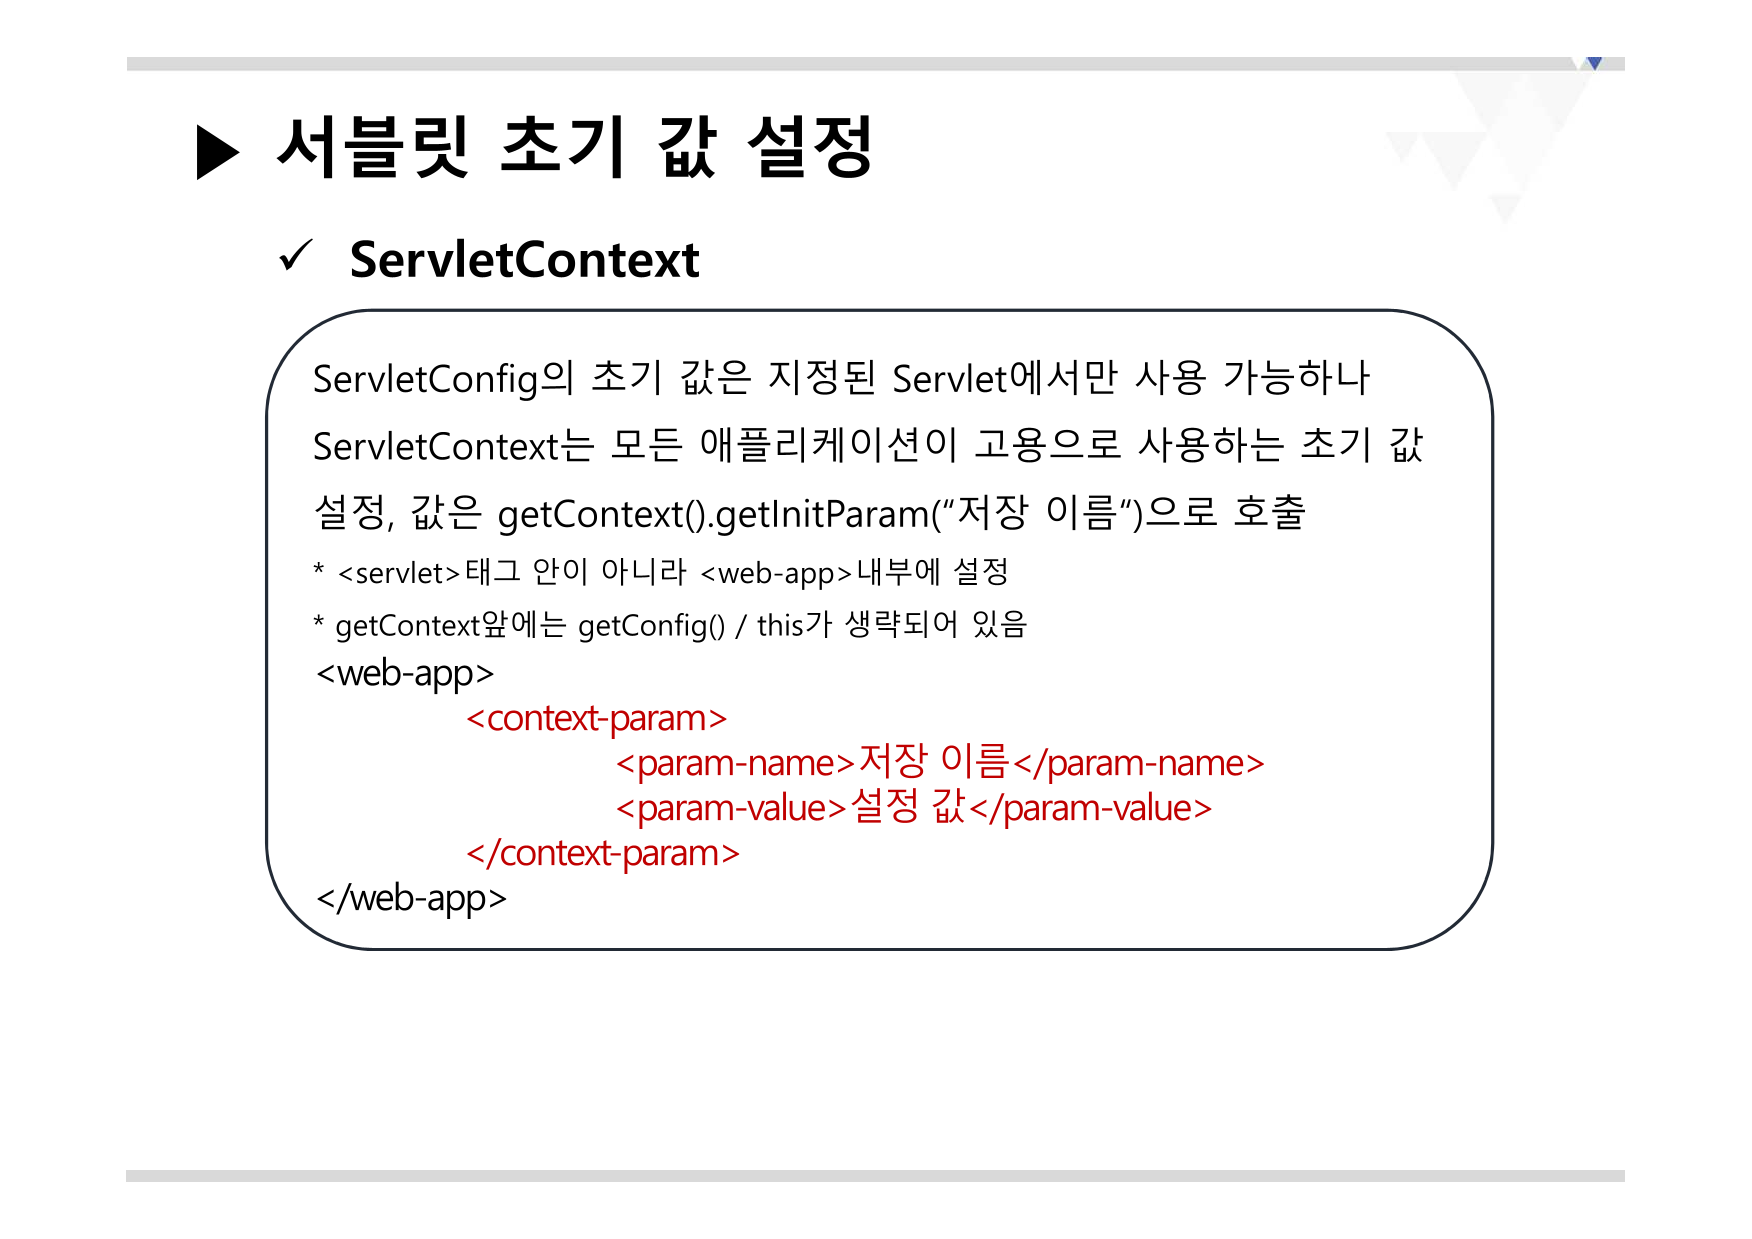 ▶ 서블릿 초기 값 설정
✓ ServletContext
ServletConfig의 초기 값은 지정된 Servlet에서만 사용 가능하나
ServletContext는 모든 애플리케이션이 고용으로 사용하는 초기 값
설정, 값은 getContext().getInitParam(“저장 이름“)으로 호출
* <servlet>태그 안이 아니라 <web-app>내부에 설정
* getContext앞에는 getConfig() / this가 생략되어 있음
<web-app>
<context-param>
<param-name>저장 이름</param-name>
<param-value>설정 값</param-value>
</context-param>
</web-app>